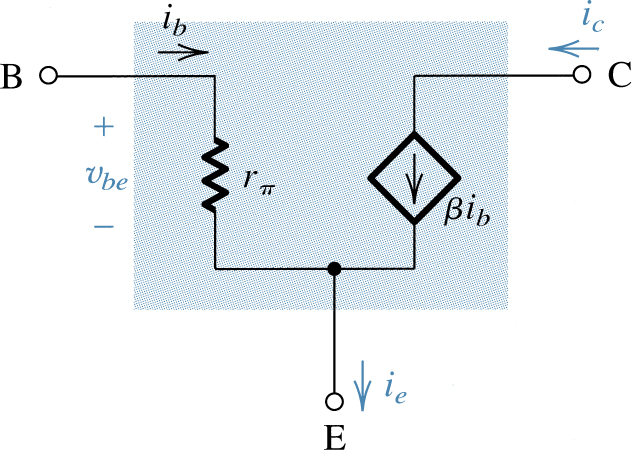 i_b
i_c
B
C
+
v_be
−
r_π
βi_b
i_e
E